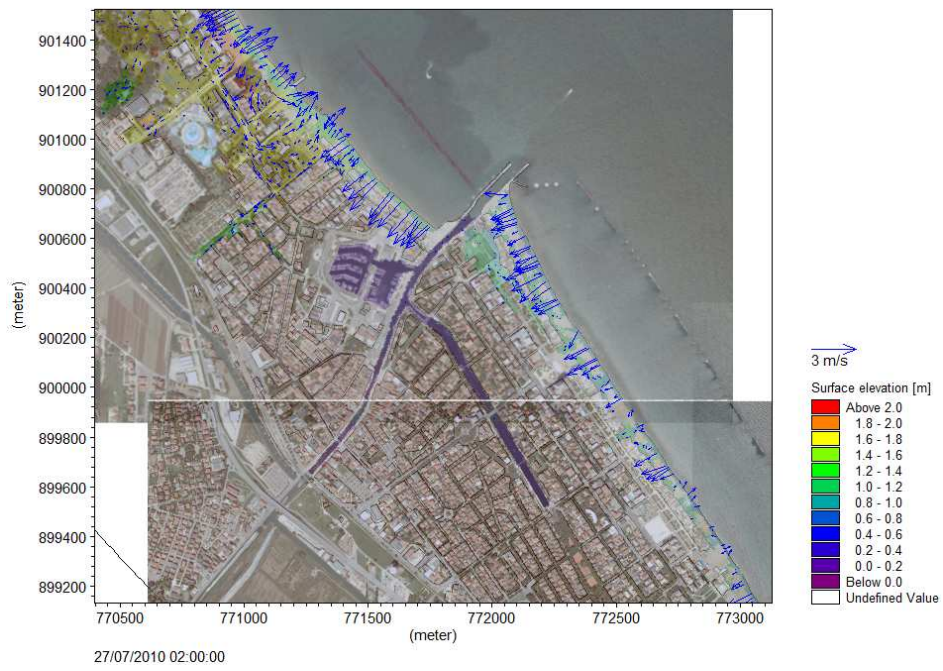 901400
901200
901000
900800
900600
900400
900200
900000
899800
899600
899400
899200
(meter)
770500 771000 771500 772000 772500 773000
(meter)
27/07/2010 02:00:00
3 m/s
Surface elevation [m]
Above 2.0
1.8 - 2.0
1.6 - 1.8
1.4 - 1.6
1.2 - 1.4
1.0 - 1.2
0.8 - 1.0
0.6 - 0.8
0.4 - 0.6
0.2 - 0.4
0.0 - 0.2
Below 0.0
Undefined Value